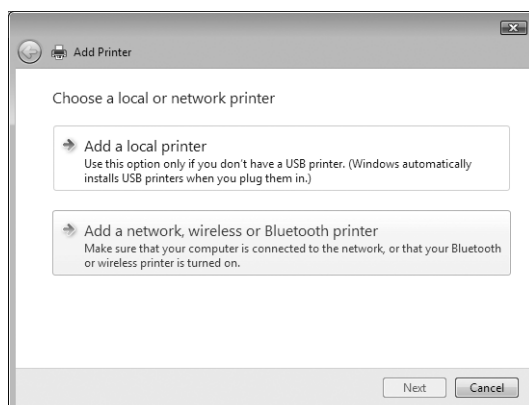 Add Printer
Choose a local or network printer
Add a local printer
Use this option only if you don't have a USB printer. (Windows automatically
installs USB printers when you plug them in.)
Add a network, wireless or Bluetooth printer
Make sure that your computer is connected to the network, or that your Bluetooth
or wireless printer is turned on.
Next
Cancel